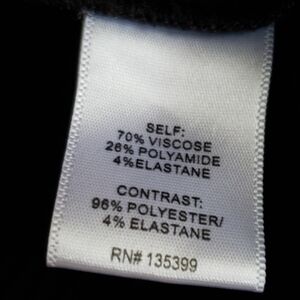 SELF:
70% VISCOSE
26% POLYAMIDE
4%ELASTANE
CONTRAST:
96% POLYESTER/
4% ELASTANE
RN# 135399